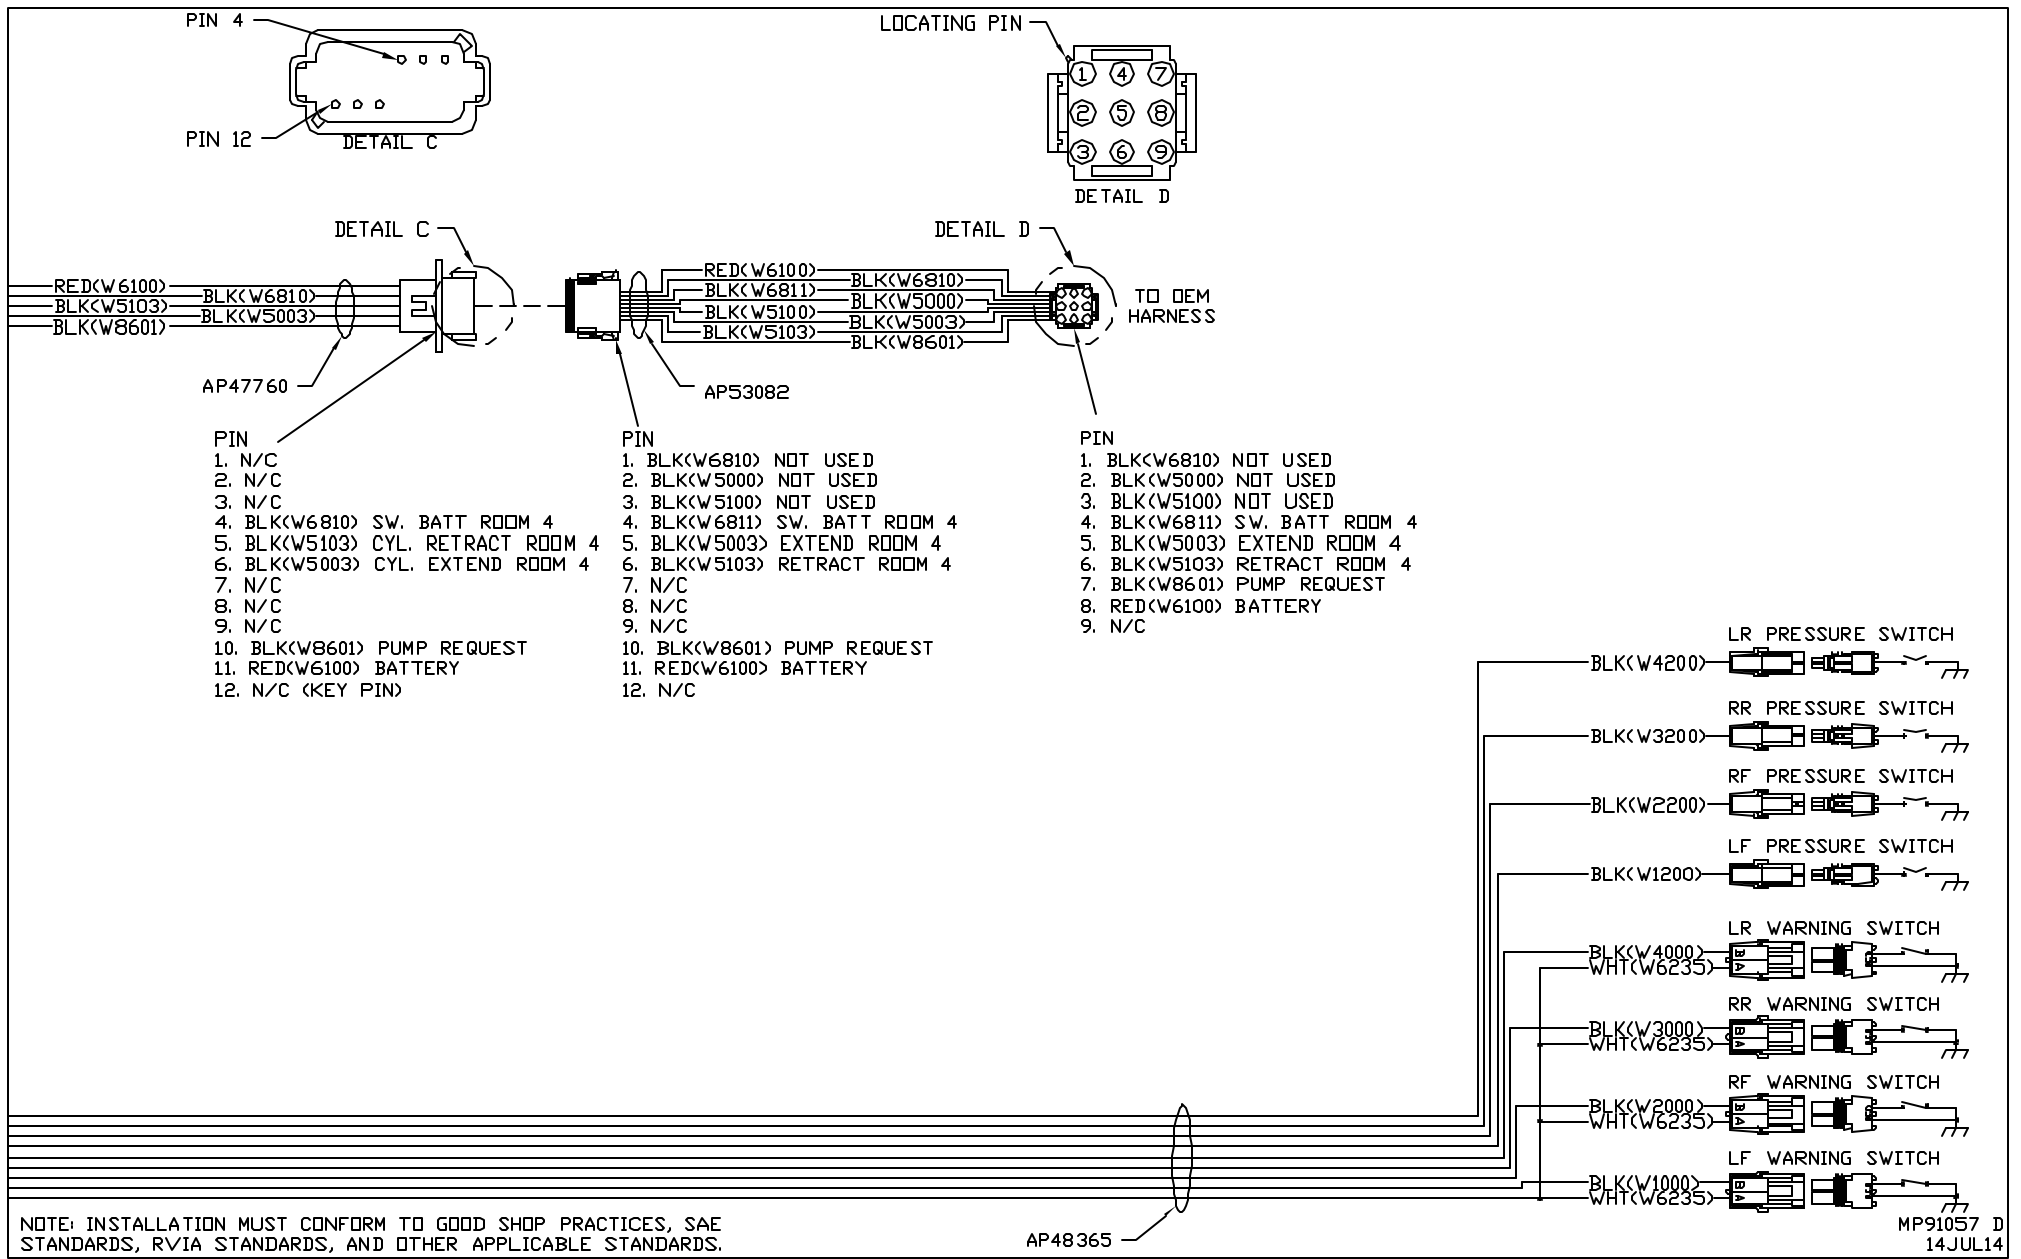 PIN 4
PIN 12
DETAIL C
LOCATING PIN
1 4 7
2 5 8
3 6 9
DETAIL D
DETAIL C
DETAIL D
RED(W6100)
BLK(W6810)
BLK(W5103)
BLK(W5003)
BLK(W8601)
RED(W6100)
BLK(W6810)
BLK(W6811)
BLK(W5000)
BLK(W5100)
BLK(W5003)
BLK(W5103)
BLK(W8601)
TO OEM
HARNESS
AP47760
AP53082
PIN
1. N/C
2. N/C
3. N/C
4. BLK(W6810) SW. BATT ROOM 4
5. BLK(W5103) CYL. RETRACT ROOM 4
6. BLK(W5003) CYL. EXTEND ROOM 4
7. N/C
8. N/C
9. N/C
10. BLK(W8601) PUMP REQUEST
11. RED(W6100) BATTERY
12. N/C (KEY PIN)
PIN
1. BLK(W6810) NOT USED
2. BLK(W5000) NOT USED
3. BLK(W5100) NOT USED
4. BLK(W6811) SW. BATT ROOM 4
5. BLK(W5003) EXTEND ROOM 4
6. BLK(W5103) RETRACT ROOM 4
7. N/C
8. N/C
9. N/C
10. BLK(W8601) PUMP REQUEST
11. RED(W6100) BATTERY
12. N/C
PIN
1. BLK(W6810) NOT USED
2. BLK(W5000) NOT USED
3. BLK(W5100) NOT USED
4. BLK(W6811) SW. BATT ROOM 4
5. BLK(W5003) EXTEND ROOM 4
6. BLK(W5103) RETRACT ROOM 4
7. BLK(W8601) PUMP REQUEST
8. RED(W6100) BATTERY
9. N/C
LR PRESSURE SWITCH
BLK(W4200)
RR PRESSURE SWITCH
BLK(W3200)
RF PRESSURE SWITCH
BLK(W2200)
LF PRESSURE SWITCH
BLK(W1200)
LR WARNING SWITCH
BLK(W4000) B
WHT(W6235) A
RR WARNING SWITCH
BLK(W3000) B
WHT(W6235) A
RF WARNING SWITCH
BLK(W2000) B
WHT(W6235) A
LF WARNING SWITCH
BLK(W1000) B
WHT(W6235) A
AP48365
NOTE: INSTALLATION MUST CONFORM TO GOOD SHOP PRACTICES, SAE
STANDARDS, RVIA STANDARDS, AND OTHER APPLICABLE STANDARDS.
MP91057 D
14JUL14